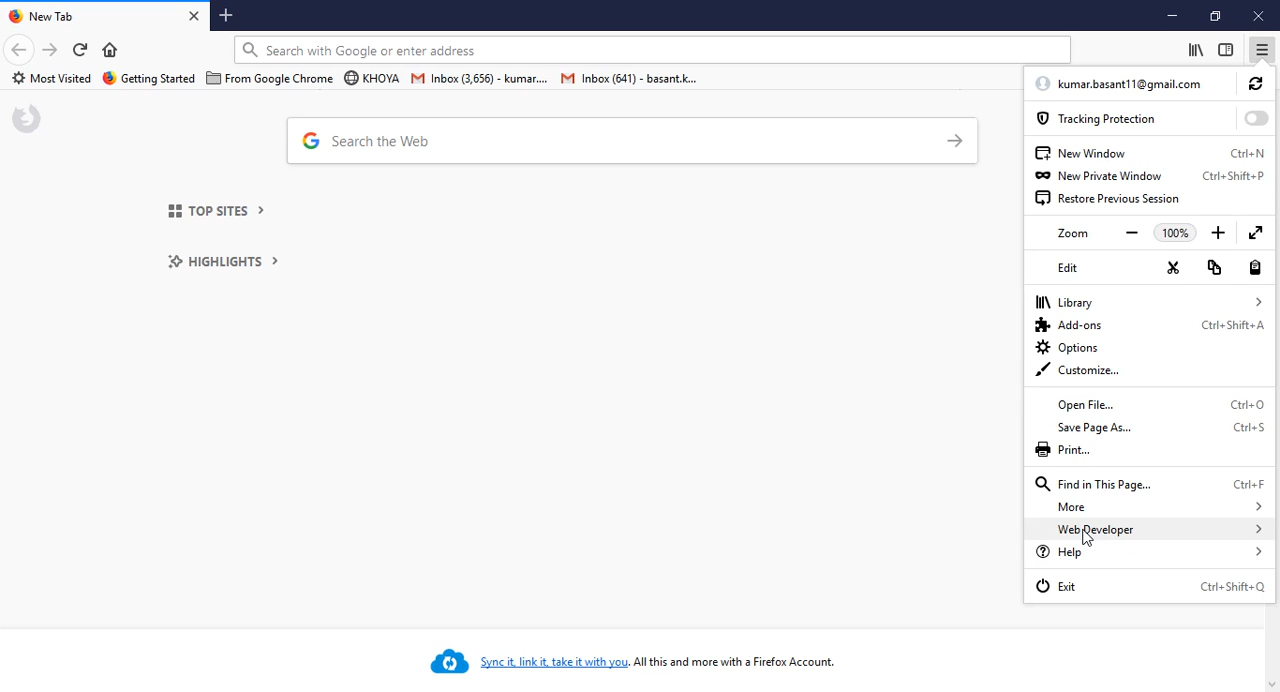 New Tab
Search with Google or enter address
Most Visited Getting Started From Google Chrome KHOYA Inbox (3,656) - kumar.... Inbox (641) - basant.k...
kumar.basant11@gmail.com
Tracking Protection
Search the Web
New Window Ctrl+N
New Private Window Ctrl+Shift+P
Restore Previous Session
TOP SITES
Zoom 100%
HIGHLIGHTS
Edit
Library
Add-ons Ctrl+Shift+A
Options
Customize...
Open File... Ctrl+O
Save Page As... Ctrl+S
Print...
Find in This Page... Ctrl+F
More
Web Developer
Help
Exit Ctrl+Shift+Q
Sync it, link it, take it with you. All this and more with a Firefox Account.